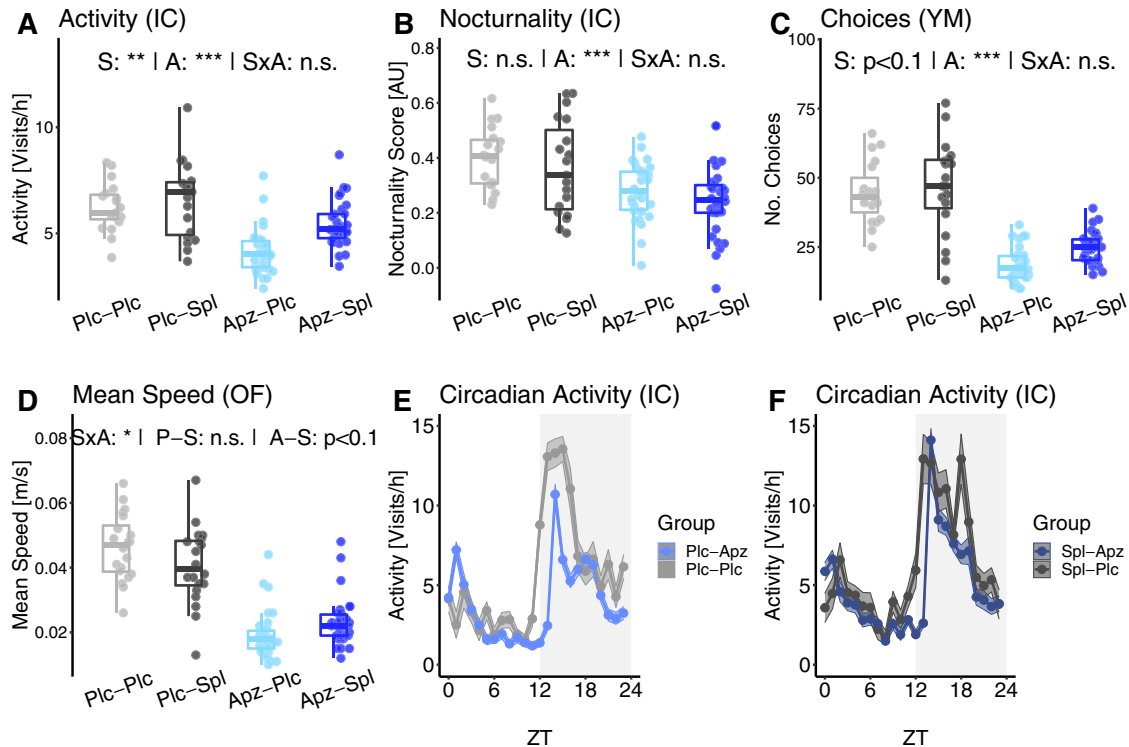 A Activity (IC)
S: ** | A: *** | SxA: n.s.
Activity [Visits/h]
10
5
Plc−Plc
Plc−Spl
Apz−Plc
Apz−Spl
B Nocturnality (IC)
S: n.s. | A: *** | SxA: n.s.
Nocturnality Score [AU]
0.6
0.4
0.2
0.0
Plc−Plc
Plc−Spl
Apz−Plc
Apz−Spl
C Choices (YM)
S: p<0.1 | A: *** | SxA: n.s.
No. Choices
100
75
50
25
Plc−Plc
Plc−Spl
Apz−Plc
Apz−Spl
D Mean Speed (OF)
SxA: * | P−S: n.s. | A−S: p<0.1
Mean Speed [m/s]
0.08
0.06
0.04
0.02
Plc−Plc
Plc−Spl
Apz−Plc
Apz−Spl
E Circadian Activity (IC)
Activity [Visits/h]
15
10
5
0
0 6 12 18 24
ZT
Group
Plc−Apz
Plc−Plc
F Circadian Activity (IC)
Activity [Visits/h]
15
10
5
0
0 6 12 18 24
ZT
Group
Spl−Apz
Spl−Plc